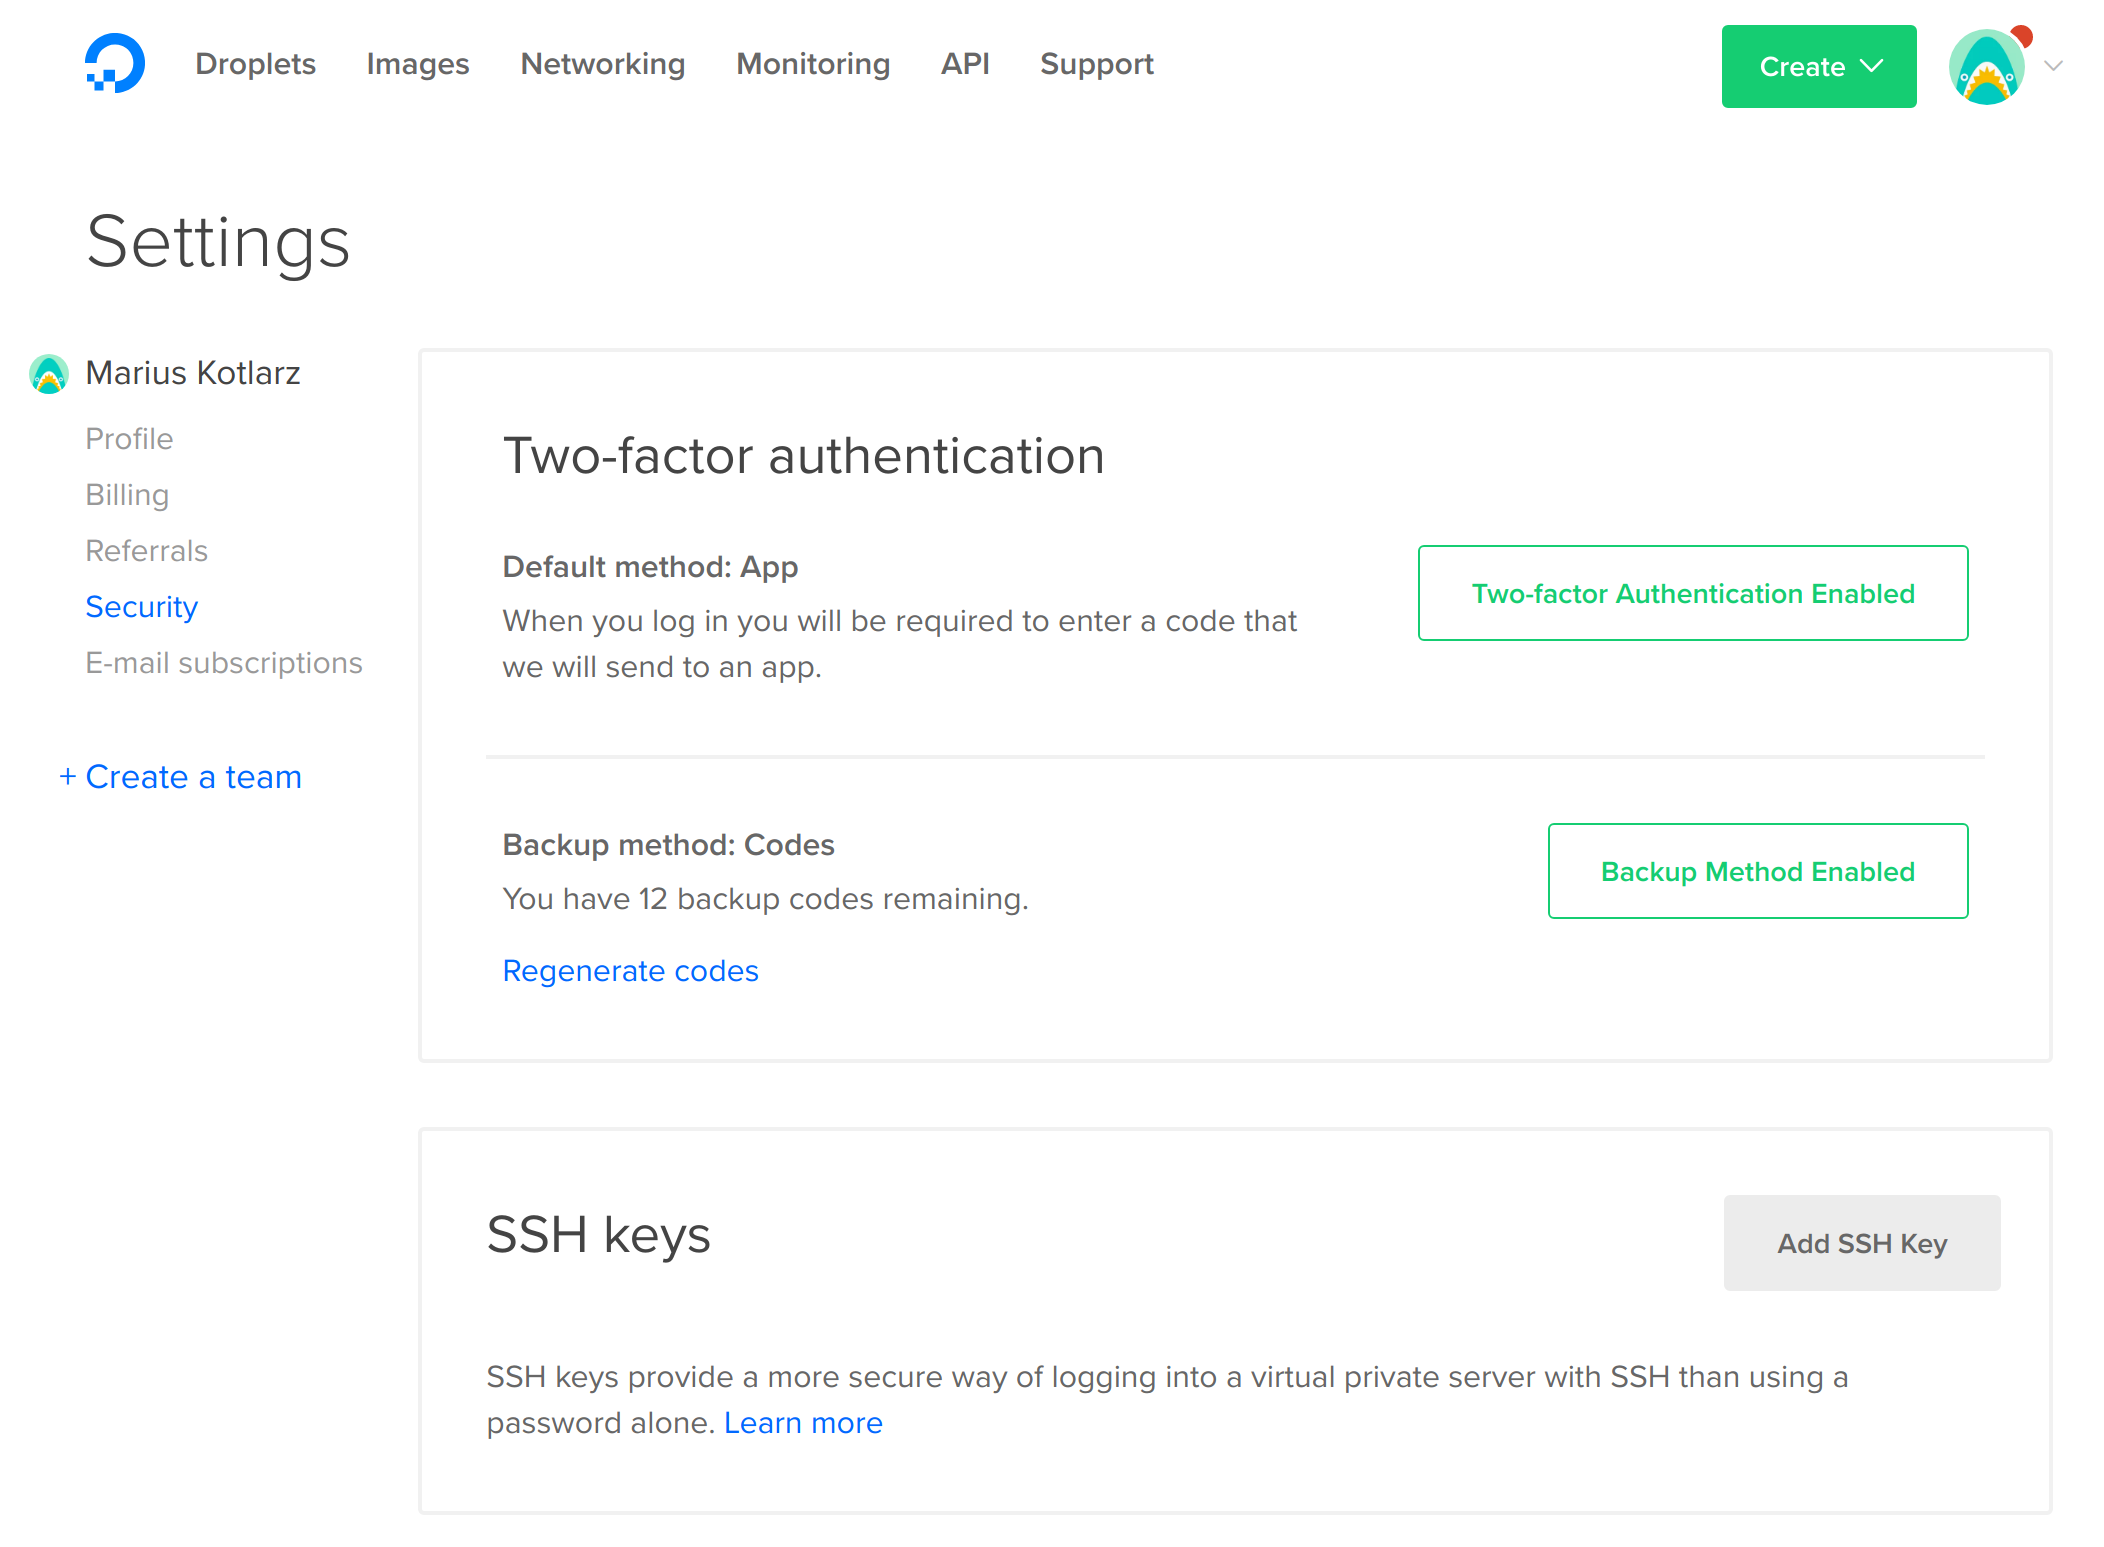 Droplets Images Networking Monitoring API Support Create
Settings
Marius Kotlarz
Profile
Billing
Referrals
Security
E-mail subscriptions
+ Create a team
Two-factor authentication
Default method: App
When you log in you will be required to enter a code that
we will send to an app.
Two-factor Authentication Enabled
Backup method: Codes
You have 12 backup codes remaining.
Regenerate codes
Backup Method Enabled
SSH keys
Add SSH Key
SSH keys provide a more secure way of logging into a virtual private server with SSH than using a
password alone. Learn more